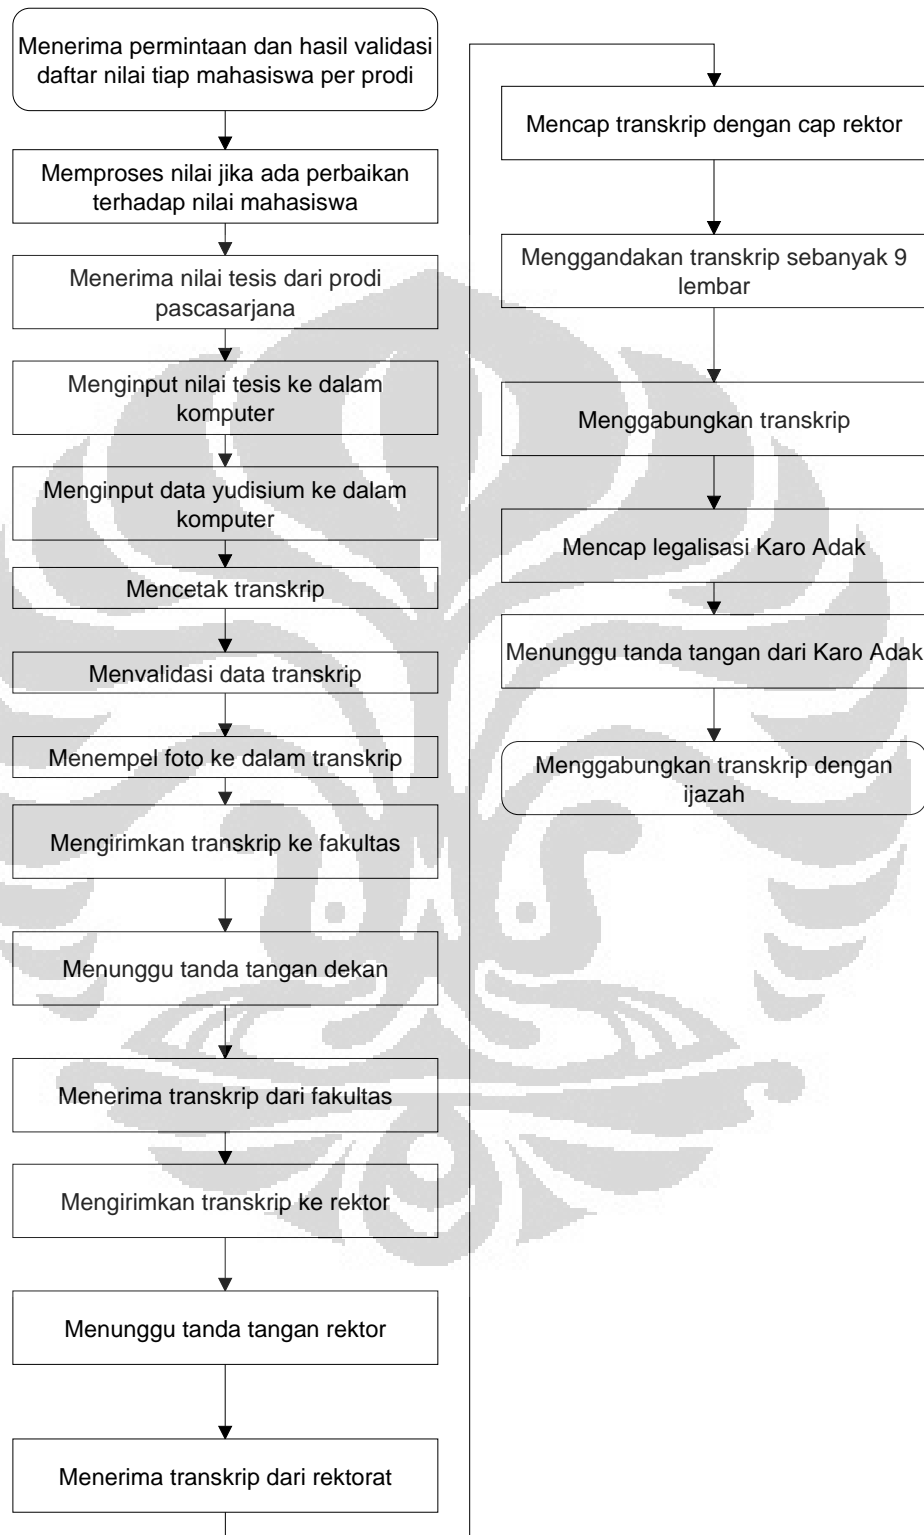 Menerima permintaan dan hasil validasi
daftar nilai tiap mahasiswa per prodi
Memproses nilai jika ada perbaikan
terhadap nilai mahasiswa
Menerima nilai tesis dari prodi
pascasarjana
Menginput nilai tesis ke dalam
komputer
Menginput data yudisium ke dalam
komputer
Mencetak transkrip
Menvalidasi data transkrip
Menempel foto ke dalam transkrip
Mengirimkan transkrip ke fakultas
Menunggu tanda tangan dekan
Menerima transkrip dari fakultas
Mengirimkan transkrip ke rektor
Menunggu tanda tangan rektor
Menerima transkrip dari rektorat
Mencap transkrip dengan cap rektor
Menggandakan transkrip sebanyak 9
lembar
Menggabungkan transkrip
Mencap legalisasi Karo Adak
Menunggu tanda tangan dari Karo Adak
Menggabungkan transkrip dengan
ijazah